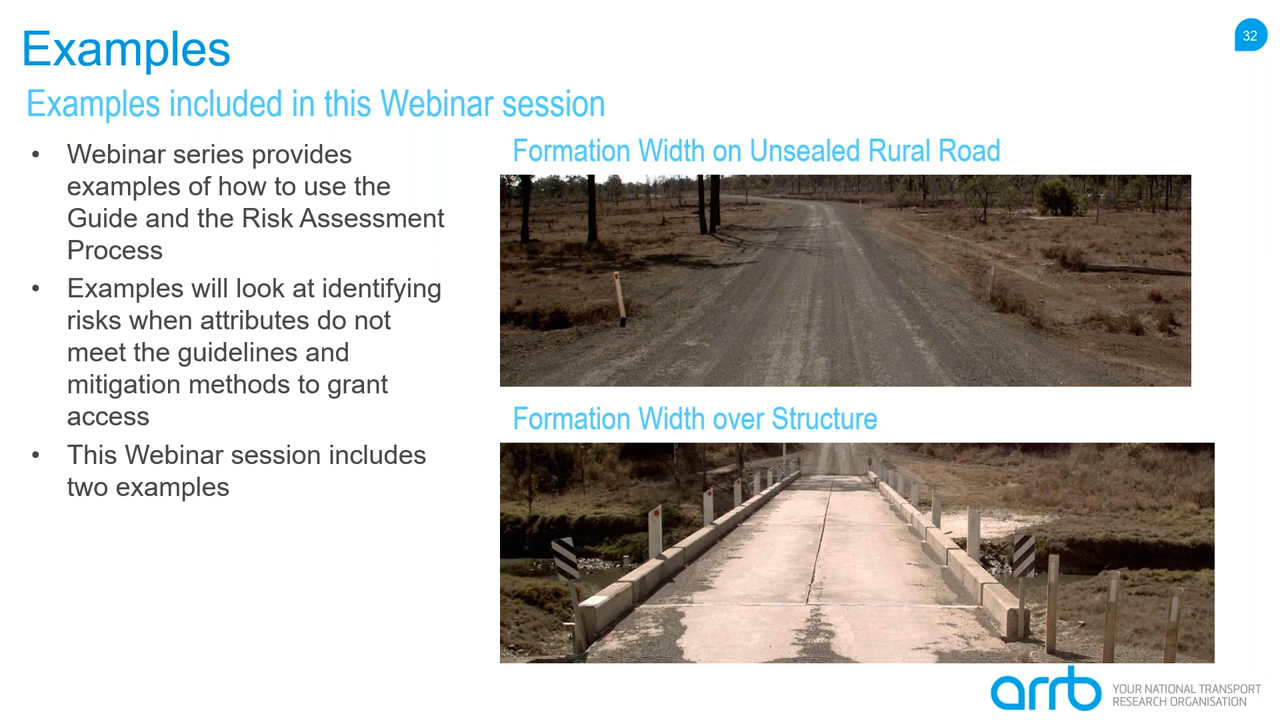 Examples
32
Examples included in this Webinar session
• Webinar series provides
examples of how to use the
Guide and the Risk Assessment
Process
• Examples will look at identifying
risks when attributes do not
meet the guidelines and
mitigation methods to grant
access
• This Webinar session includes
two examples
Formation Width on Unsealed Rural Road
Formation Width over Structure
arrb
YOUR NATIONAL TRANSPORT
RESEARCH ORGANISATION